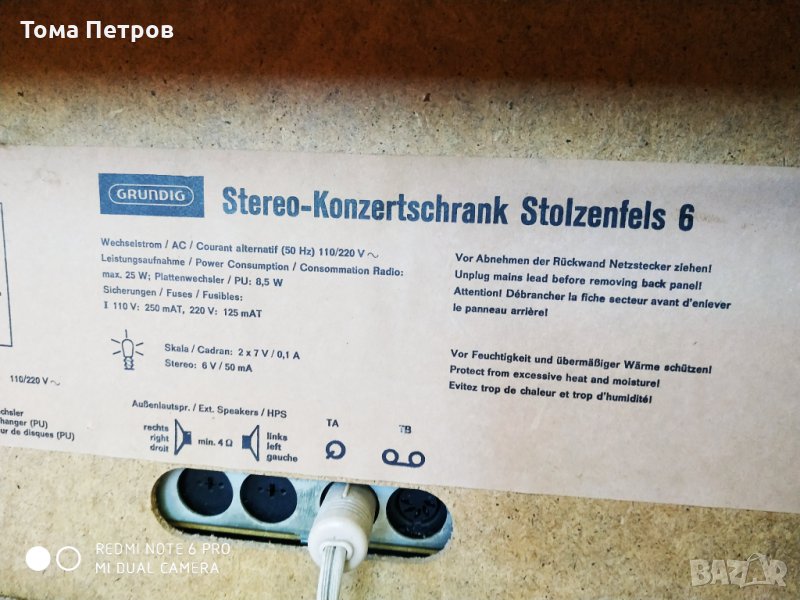 Тома Петров
GRUNDIG
Stereo-Konzertschrank Stolzenfels 6
Wechselstrom / AC / Courant alternatif (50 Hz) 110/220 V ~
Leistungsaufnahme / Power Consumption / Consommation Radio:
max. 25 W; Plattenwechsler / PU: 8,5 W
Sicherungen / Fuses / Fusibles:
I 110 V: 250 mAT, 220 V: 125 mAT
Vor Abnehmen der Rückwand Netzstecker ziehen!
Unplug mains lead before removing back panel!
Attention! Débrancher la fiche secteur avant d'enlever
le panneau arrière!
Skala / Cadran: 2 x 7 V / 0,1 A
Stereo: 6 V / 50 mA
Vor Feuchtigkeit und übermäßiger Wärme schützen!
Protect from excessive heat and moisture!
Evitez trop de chaleur et trop d'humidité!
110/220 V ~
(PU)
de disques (PU)
Außenlautspr. / Ext. Speakers / HPS
rechts
right
droit
min. 4 Ω
links
left
gauche
TA
TB
REDMI NOTE 6 PRO
MI DUAL CAMERA
BAZAR